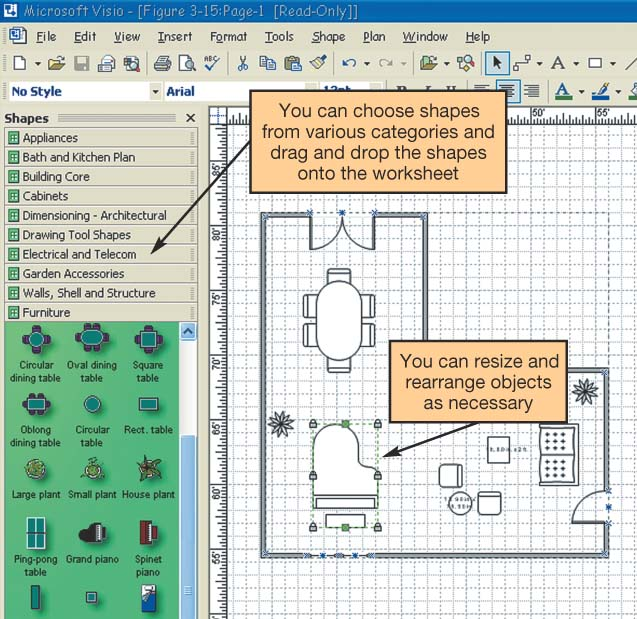 Microsoft Visio - [Figure 3-15:Page-1 [Read-Only]]
File Edit View Insert Format Tools Shape Plan Window Help
No Style Arial 12pt.
You can choose shapes
from various categories and
drag and drop the shapes
onto the worksheet
50' 55'
Shapes
Appliances
Bath and Kitchen Plan
Building Core
Cabinets
Dimensioning - Architectural
Drawing Tool Shapes
Electrical and Telecom
Garden Accessories
Walls, Shell and Structure
Furniture
Circular
dining table
Oval dining
table
Square
table
Oblong
dining table
Circular
table
Rect. table
Large plant Small plant House plant
Ping-pong
table
Grand piano
Spinet
piano
85'
80'
75'
70'
65'
60'
55'
You can resize and
rearrange objects
as necessary